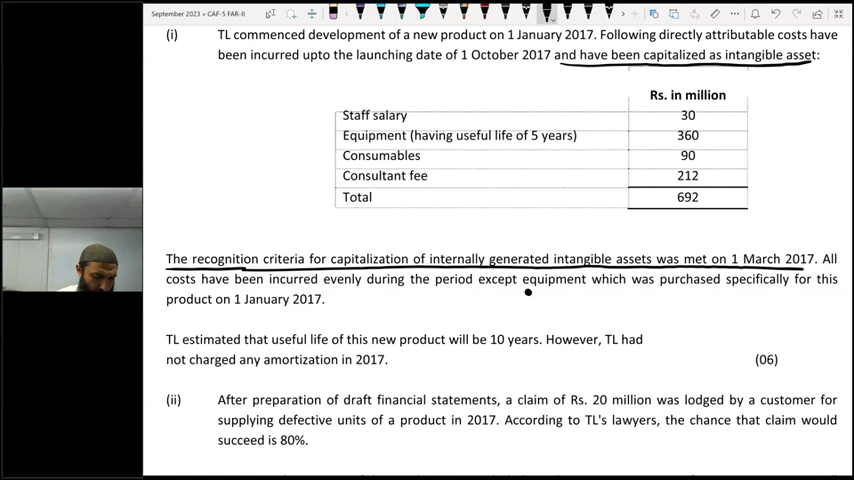 September 2023 » CAF-5 FAR-II
(i) TL commenced development of a new product on 1 January 2017. Following directly attributable costs have
been incurred upto the launching date of 1 October 2017 and have been capitalized as intangible asset:
Rs. in million
Staff salary 30
Equipment (having useful life of 5 years) 360
Consumables 90
Consultant fee 212
Total 692
The recognition criteria for capitalization of internally generated intangible assets was met on 1 March 2017. All
costs have been incurred evenly during the period except equipment which was purchased specifically for this
product on 1 January 2017.
TL estimated that useful life of this new product will be 10 years. However, TL had
not charged any amortization in 2017. (06)
(ii) After preparation of draft financial statements, a claim of Rs. 20 million was lodged by a customer for
supplying defective units of a product in 2017. According to TL's lawyers, the chance that claim would
succeed is 80%.